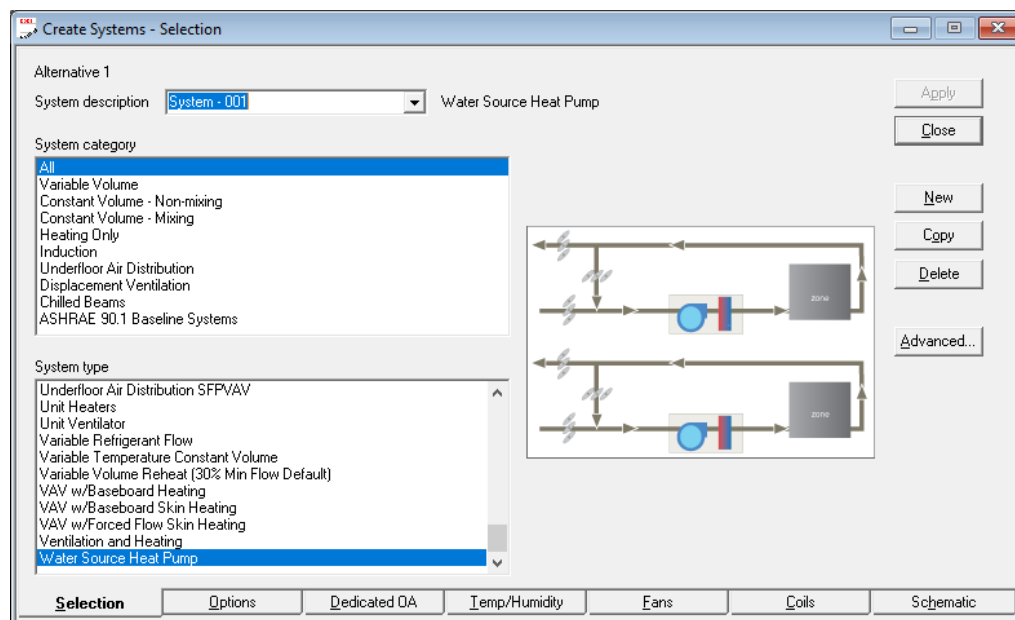 Create Systems - Selection
Alternative 1
System description System - 001 Water Source Heat Pump
Apply
Close
System category
All
Variable Volume
Constant Volume - Non-mixing
Constant Volume - Mixing
Heating Only
Induction
Underfloor Air Distribution
Displacement Ventilation
Chilled Beams
ASHRAE 90.1 Baseline Systems
New
Copy
Delete
Advanced...
zone
zone
System type
Underfloor Air Distribution SFPVAV
Unit Heaters
Unit Ventilator
Variable Refrigerant Flow
Variable Temperature Constant Volume
Variable Volume Reheat (30% Min Flow Default)
VAV w/Baseboard Heating
VAV w/Baseboard Skin Heating
VAV w/Forced Flow Skin Heating
Ventilation and Heating
Water Source Heat Pump
Selection Options Dedicated OA Temp/Humidity Fans Coils Schematic